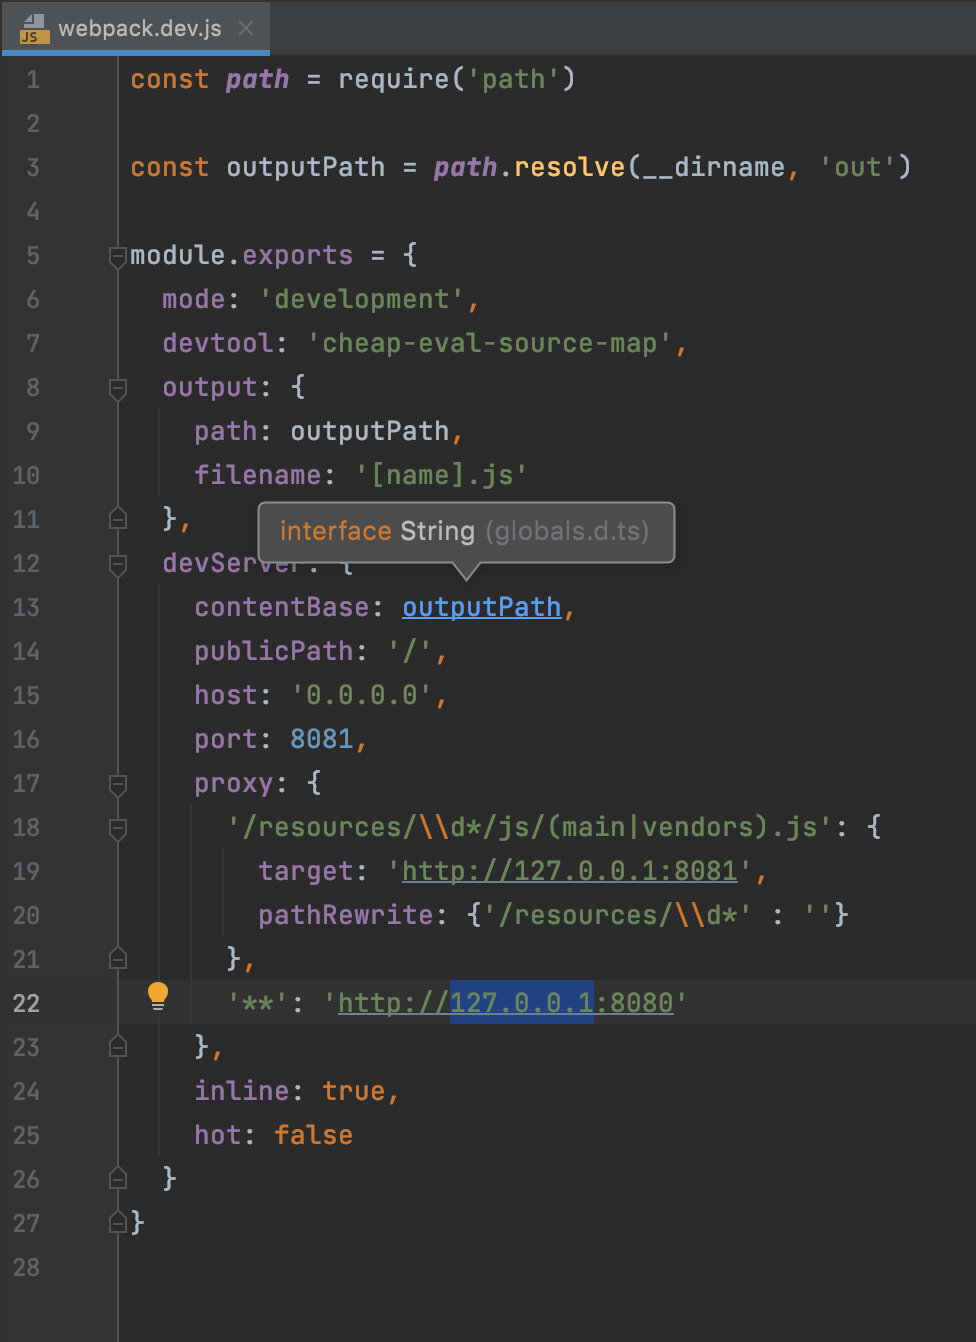 JS webpack.dev.js
1 const path = require('path')
2
3 const outputPath = path.resolve(__dirname, 'out')
4
5 module.exports = {
6   mode: 'development',
7   devtool: 'cheap-eval-source-map',
8   output: {
9     path: outputPath,
10     filename: '[name].js'
11   },
interface String (globals.d.ts)
12   devServer: {
13     contentBase: outputPath,
14     publicPath: '/',
15     host: '0.0.0.0',
16     port: 8081,
17     proxy: {
18       '/resources/\\d*/js/(main|vendors).js': {
19         target: 'http://127.0.0.1:8081',
20         pathRewrite: {'/resources/\\d*' : ''}
21       },
22       '**': 'http://127.0.0.1:8080'
23     },
24     inline: true,
25     hot: false
26   }
27 }
28